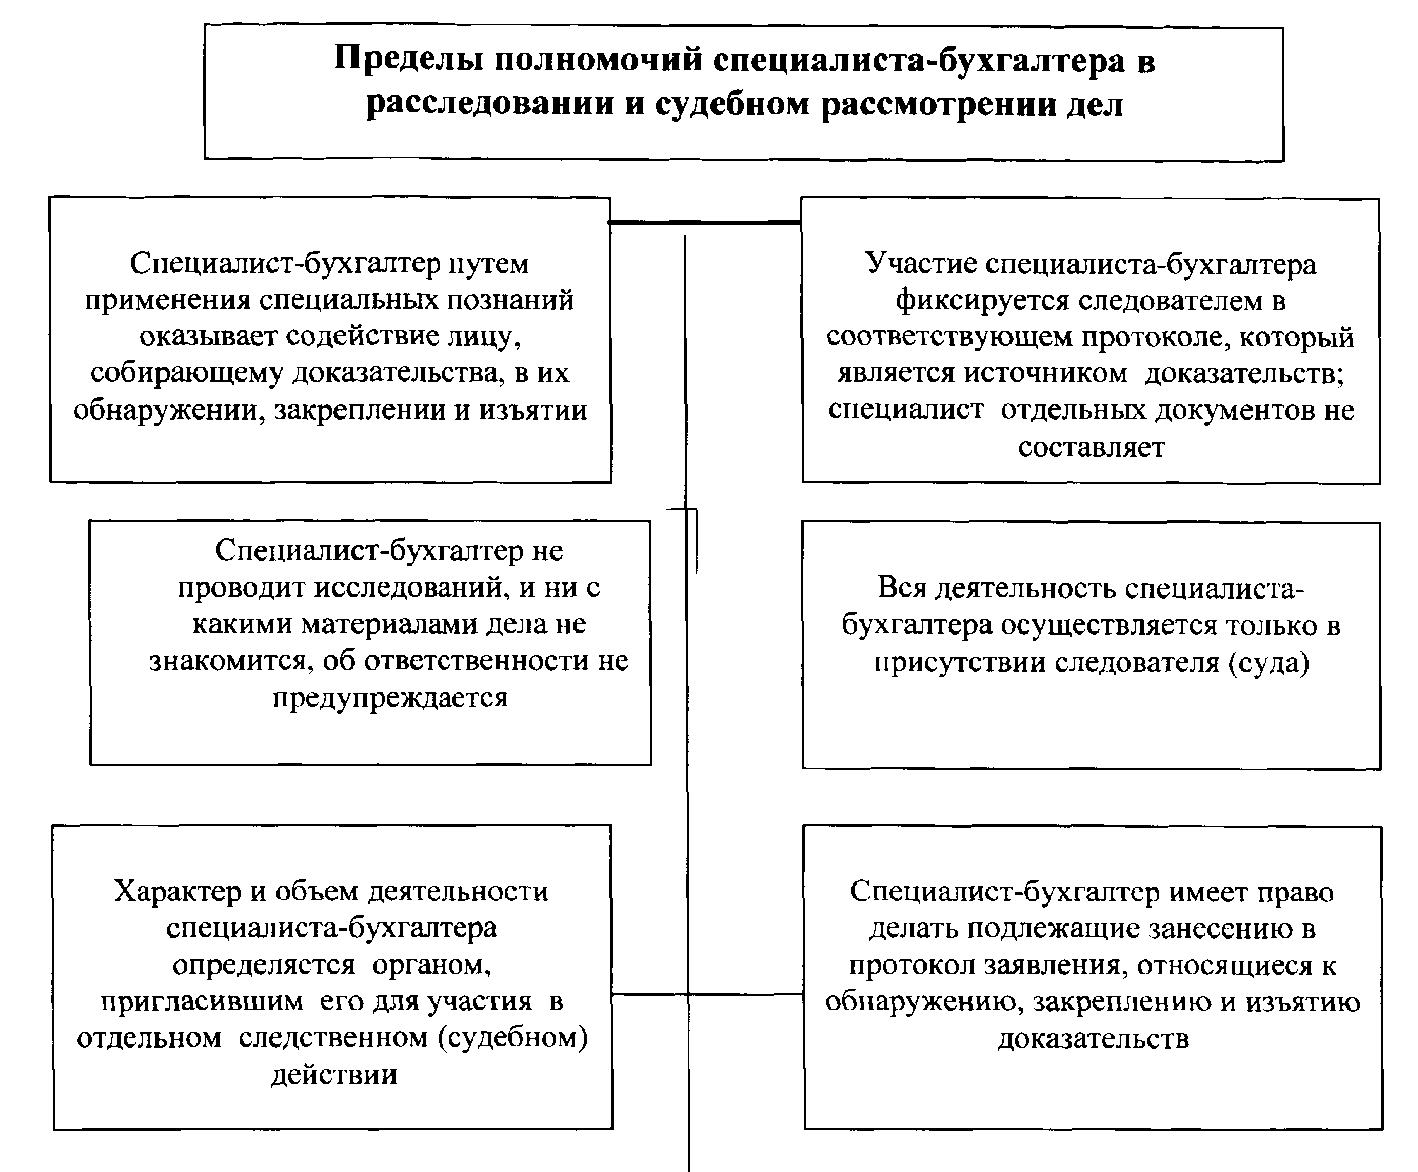 Пределы полномочий специалиста-бухгалтера в
расследовании и судебном рассмотрении дел
Специалист-бухгалтер путем
применения специальных познаний
оказывает содействие лицу,
собирающему доказательства, в их
обнаружении, закреплении и изъятии
Участие специалиста-бухгалтера
фиксируется следователем в
соответствующем протоколе, который
является источником доказательств;
специалист отдельных документов не
составляет
Специалист-бухгалтер не
проводит исследований, и ни с
какими материалами дела не
знакомится, об ответственности не
предупреждается
Вся деятельность специалиста-
бухгалтера осуществляется только в
присутствии следователя (суда)
Характер и объем деятельности
специалиста-бухгалтера
определяется органом,
пригласившим его для участия в
отдельном следственном (судебном)
действии
Специалист-бухгалтер имеет право
делать подлежащие занесению в
протокол заявления, относящиеся к
обнаружению, закреплению и изъятию
доказательств